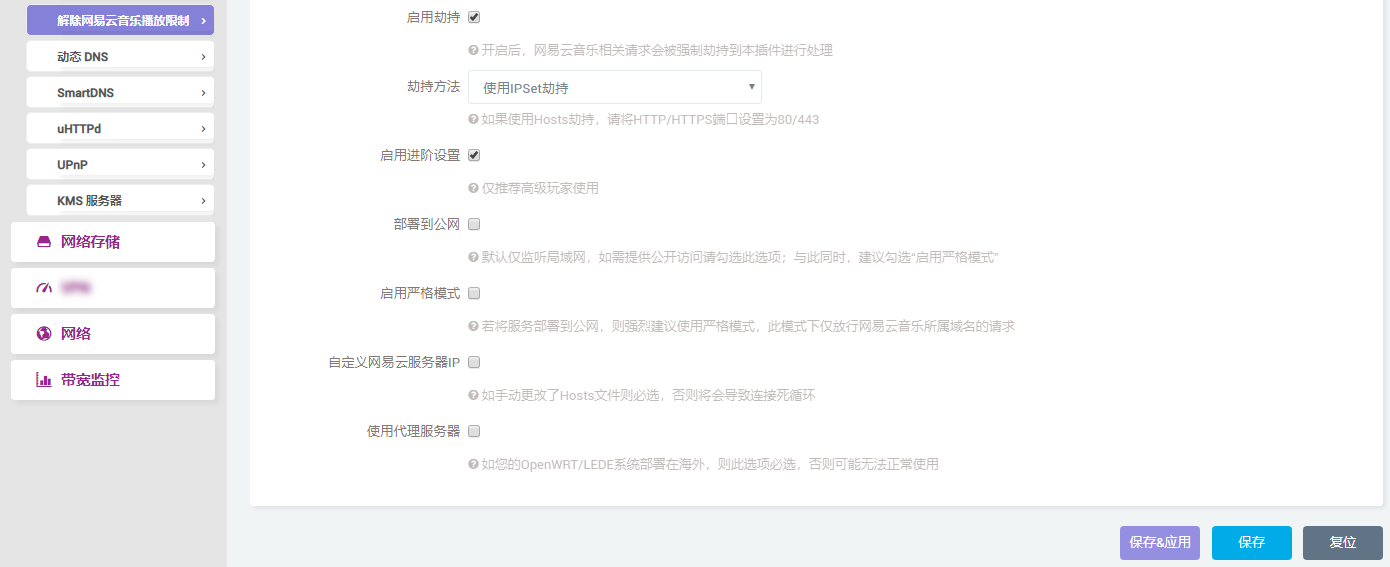 解除网易云音乐播放限制
动态 DNS
SmartDNS
uHTTPd
UPnP
KMS 服务器
网络存储
网络
带宽监控
启用劫持
开启后，网易云音乐相关请求会被强制劫持到本插件进行处理
劫持方法 使用IPSet劫持
如果使用Hosts劫持，请将HTTP/HTTPS端口设置为80/443
启用进阶设置
仅推荐高级玩家使用
部署到公网
默认仅监听局域网，如需提供公开访问请勾选此选项；与此同时，建议勾选“启用严格模式”
启用严格模式
若将服务部署到公网，则强烈建议使用严格模式，此模式下仅放行网易云音乐所属域名的请求
自定义网易云服务器IP
如手动更改了Hosts文件则必选，否则将会导致连接死循环
使用代理服务器
如您的OpenWRT/LEDE系统部署在海外，则此选项必选，否则可能无法正常使用
保存&应用 保存 复位